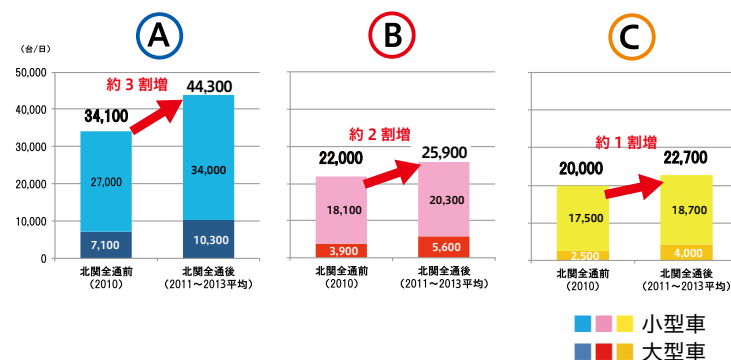 A
B
C
(台/日)
50,000
40,000
30,000
20,000
10,000
0
約3割増
34,100
44,300
27,000
34,000
7,100
10,300
北関全通前
(2010)
北関全通後
(2011～2013平均)
約2割増
22,000
25,900
18,100
20,300
3,900
5,600
北関全通前
(2010)
北関全通後
(2011～2013平均)
約1割増
20,000
22,700
17,500
18,700
2,500
4,000
北関全通前
(2010)
北関全通後
(2011～2013平均)
小型車
大型車